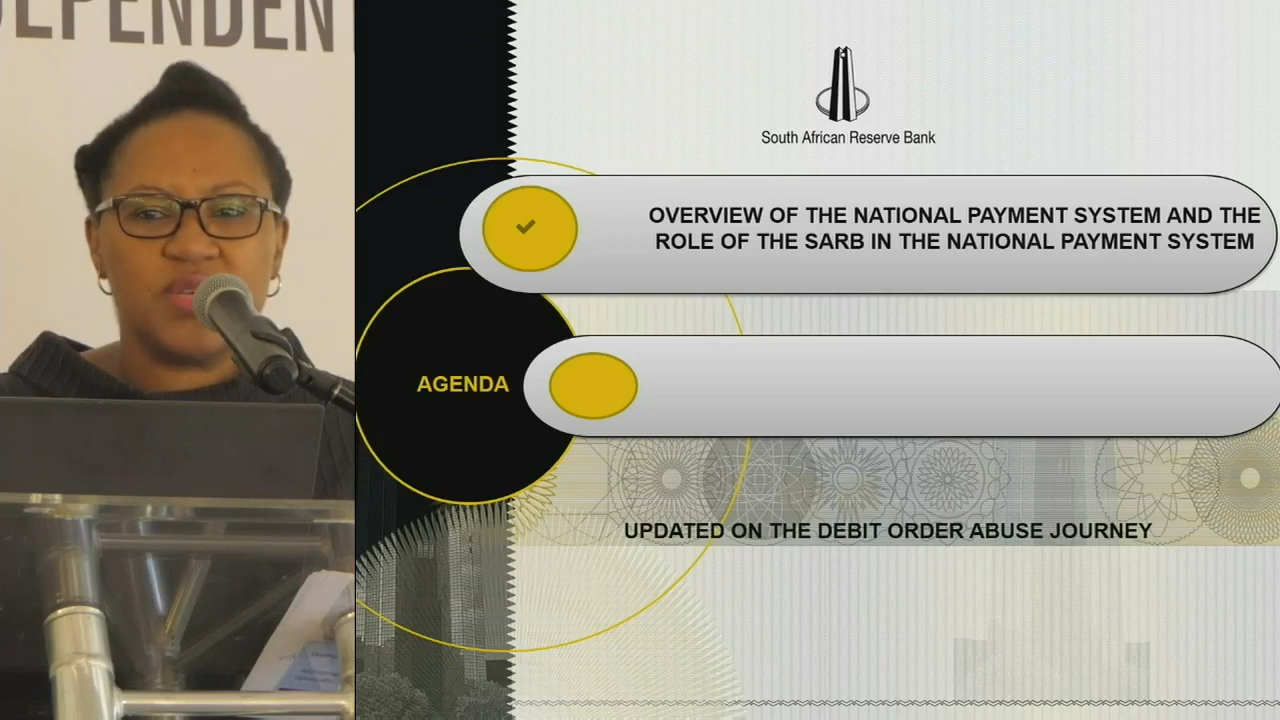 DEPENDEN
South African Reserve Bank
OVERVIEW OF THE NATIONAL PAYMENT SYSTEM AND THE
ROLE OF THE SARB IN THE NATIONAL PAYMENT SYSTEM
AGENDA
UPDATED ON THE DEBIT ORDER ABUSE JOURNEY